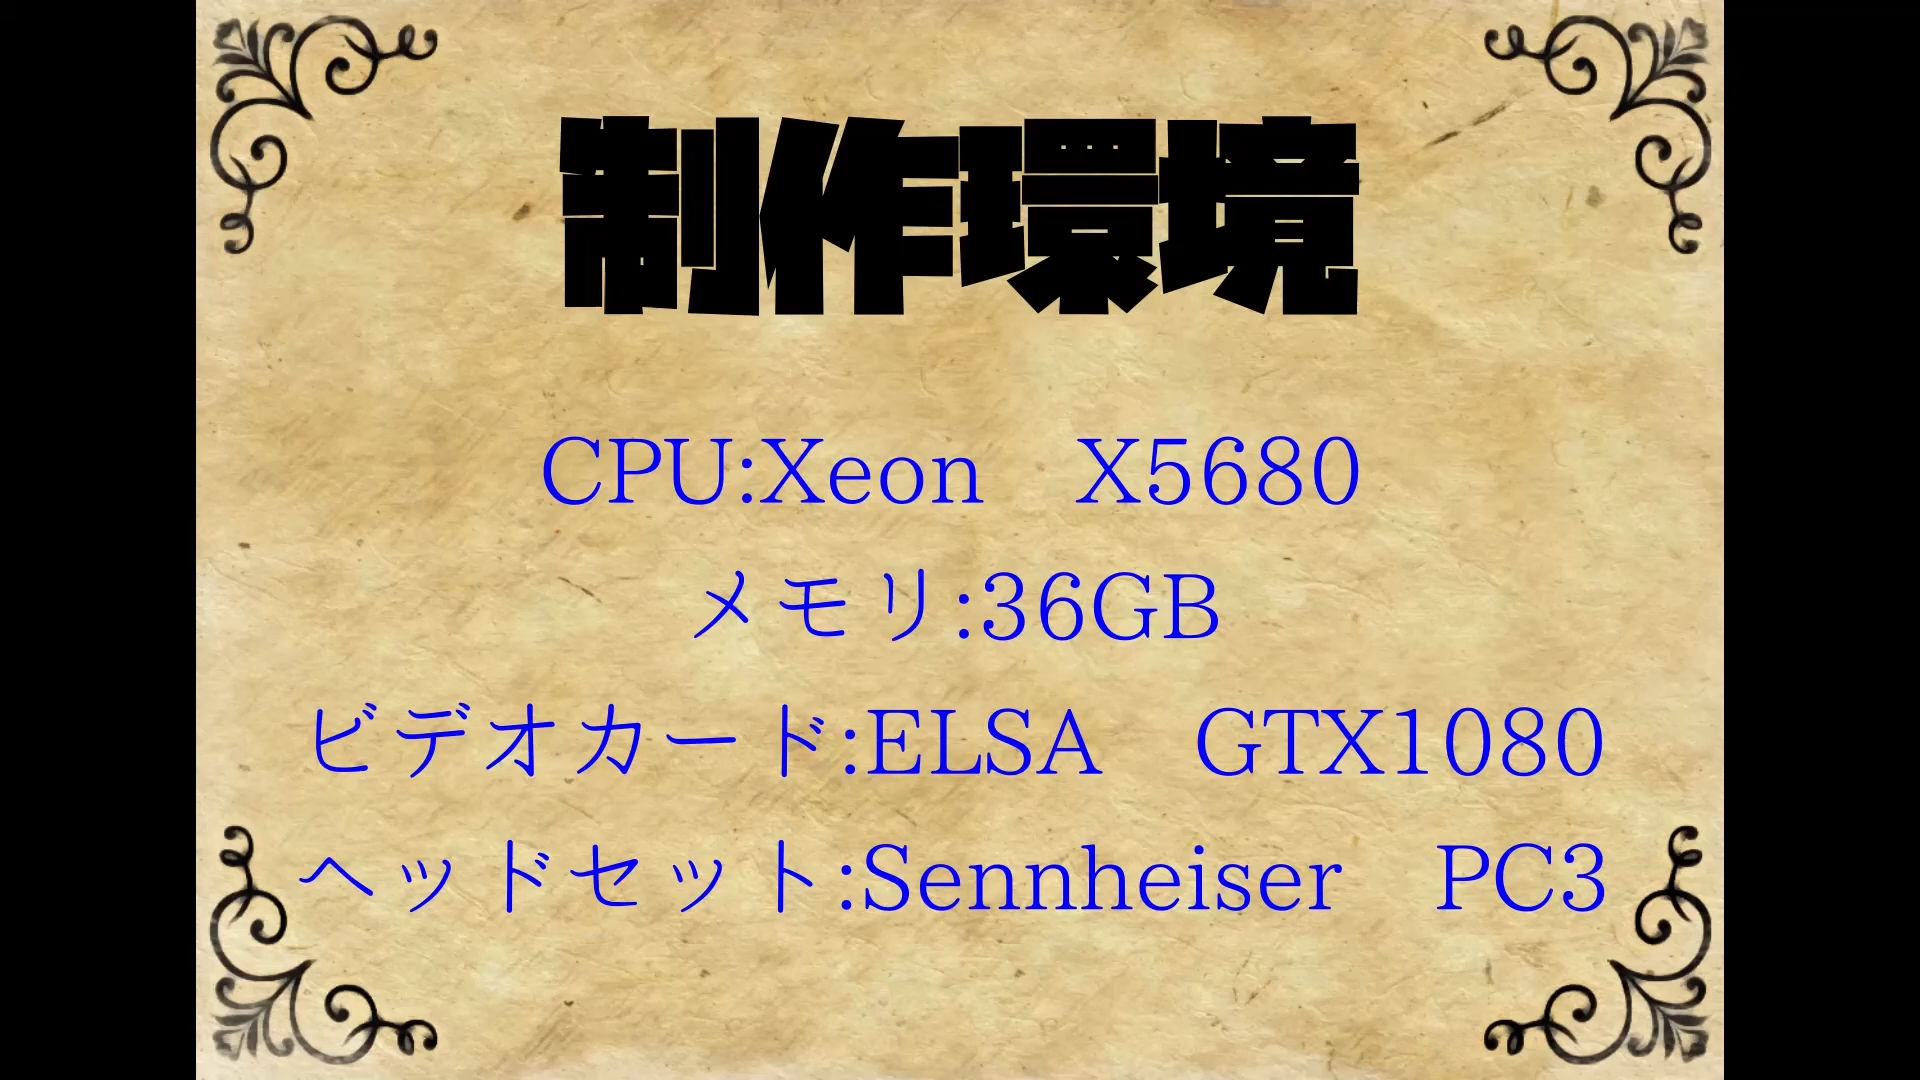 制作環境
CPU:Xeon　X5680
メモリ:36GB
ビデオカード:ELSA　GTX1080
ヘッドセット:Sennheiser　PC3